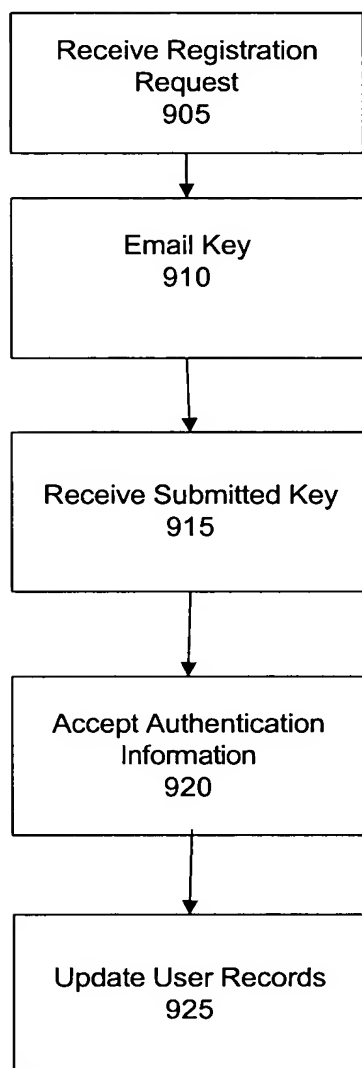 Receive Registration
Request
905
Email Key
910
Receive Submitted Key
915
Accept Authentication
Information
920
Update User Records
925